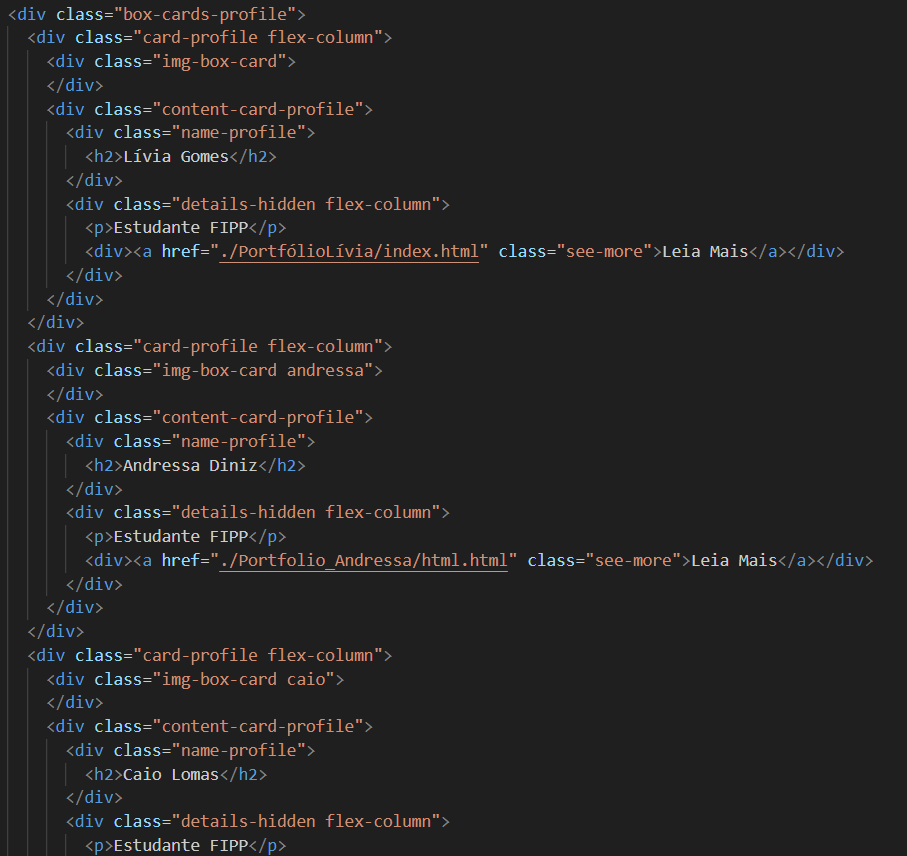 <div class="box-cards-profile">
<div class="card-profile flex-column">
<div class="img-box-card">
</div>
<div class="content-card-profile">
<div class="name-profile">
<h2>Lívia Gomes</h2>
</div>
<div class="details-hidden flex-column">
<p>Estudante FIPP</p>
<div><a href="./PortfólioLívia/index.html" class="see-more">Leia Mais</a></div>
</div>
</div>
</div>
<div class="card-profile flex-column">
<div class="img-box-card andressa">
</div>
<div class="content-card-profile">
<div class="name-profile">
<h2>Andressa Diniz</h2>
</div>
<div class="details-hidden flex-column">
<p>Estudante FIPP</p>
<div><a href="./Portfolio_Andressa/html.html" class="see-more">Leia Mais</a></div>
</div>
</div>
</div>
<div class="card-profile flex-column">
<div class="img-box-card caio">
</div>
<div class="content-card-profile">
<div class="name-profile">
<h2>Caio Lomas</h2>
</div>
<div class="details-hidden flex-column">
<p>Estudante FIPP</p>